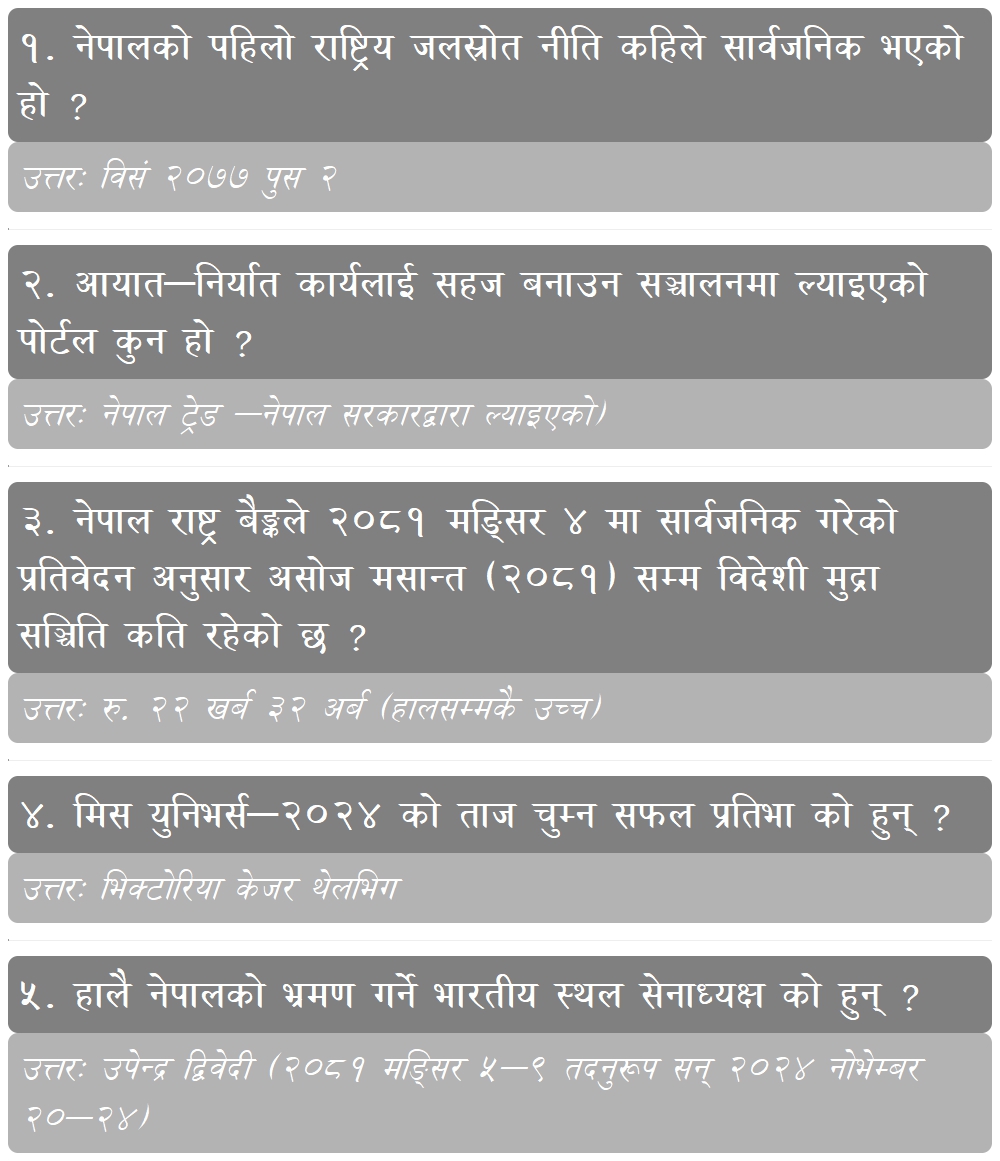 १. नेपालको पहिलो राष्ट्रिय जलस्रोत नीति कहिले सार्वजनिक भएको
हो ?
उत्तरः विसं २०७७ पुस २
२. आयात—निर्यात कार्यलाई सहज बनाउन सञ्चालनमा ल्याइएको
पोर्टल कुन हो ?
उत्तरः नेपाल ट्रेड —नेपाल सरकारद्वारा ल्याइएको)
३. नेपाल राष्ट्र बैङ्कले २०८१ मङ्सिर ४ मा सार्वजनिक गरेको
प्रतिवेदन अनुसार असोज मसान्त (२०८१) सम्म विदेशी मुद्रा
सञ्चिति कति रहेको छ ?
उत्तरः रु. २२ खर्ब ३२ अर्ब (हालसम्मकै उच्च)
४. मिस युनिभर्स—२०२४ को ताज चुम्न सफल प्रतिभा को हुन् ?
उत्तरः भिक्टोरिया केजर थेलभिग
५. हालै नेपालको भ्रमण गर्ने भारतीय स्थल सेनाध्यक्ष को हुन् ?
उत्तरः उपेन्द्र द्विवेदी (२०८१ मङ्सिर ५—९ तदनुरूप सन् २०२४ नोभेम्बर
२०—२४)